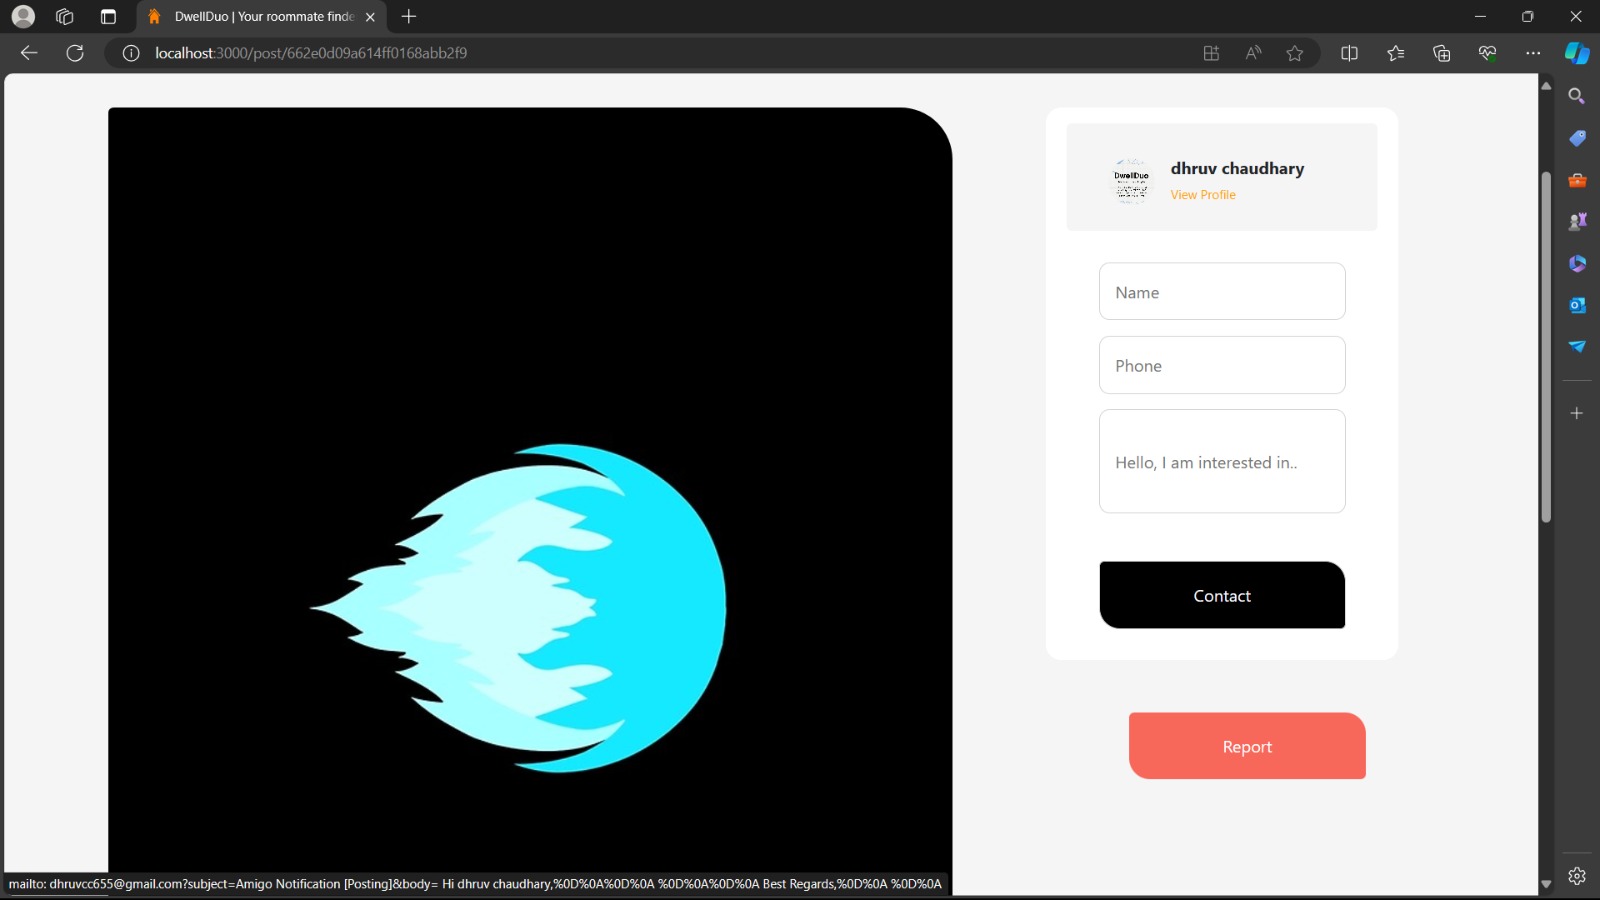 DwellDuo | Your roommate finde
localhost:3000/post/662e0d09a614ff0168abb2f9
DwellDuo
dhruv chaudhary
View Profile
Name
Phone
Hello, I am interested in..
Contact
Report
mailto: dhruvcc655@gmail.com?subject=Amigo Notification [Posting]&body= Hi dhruv chaudhary,%0D%0A%0D%0A %0D%0A%0D%0A Best Regards,%0D%0A %0D%0A